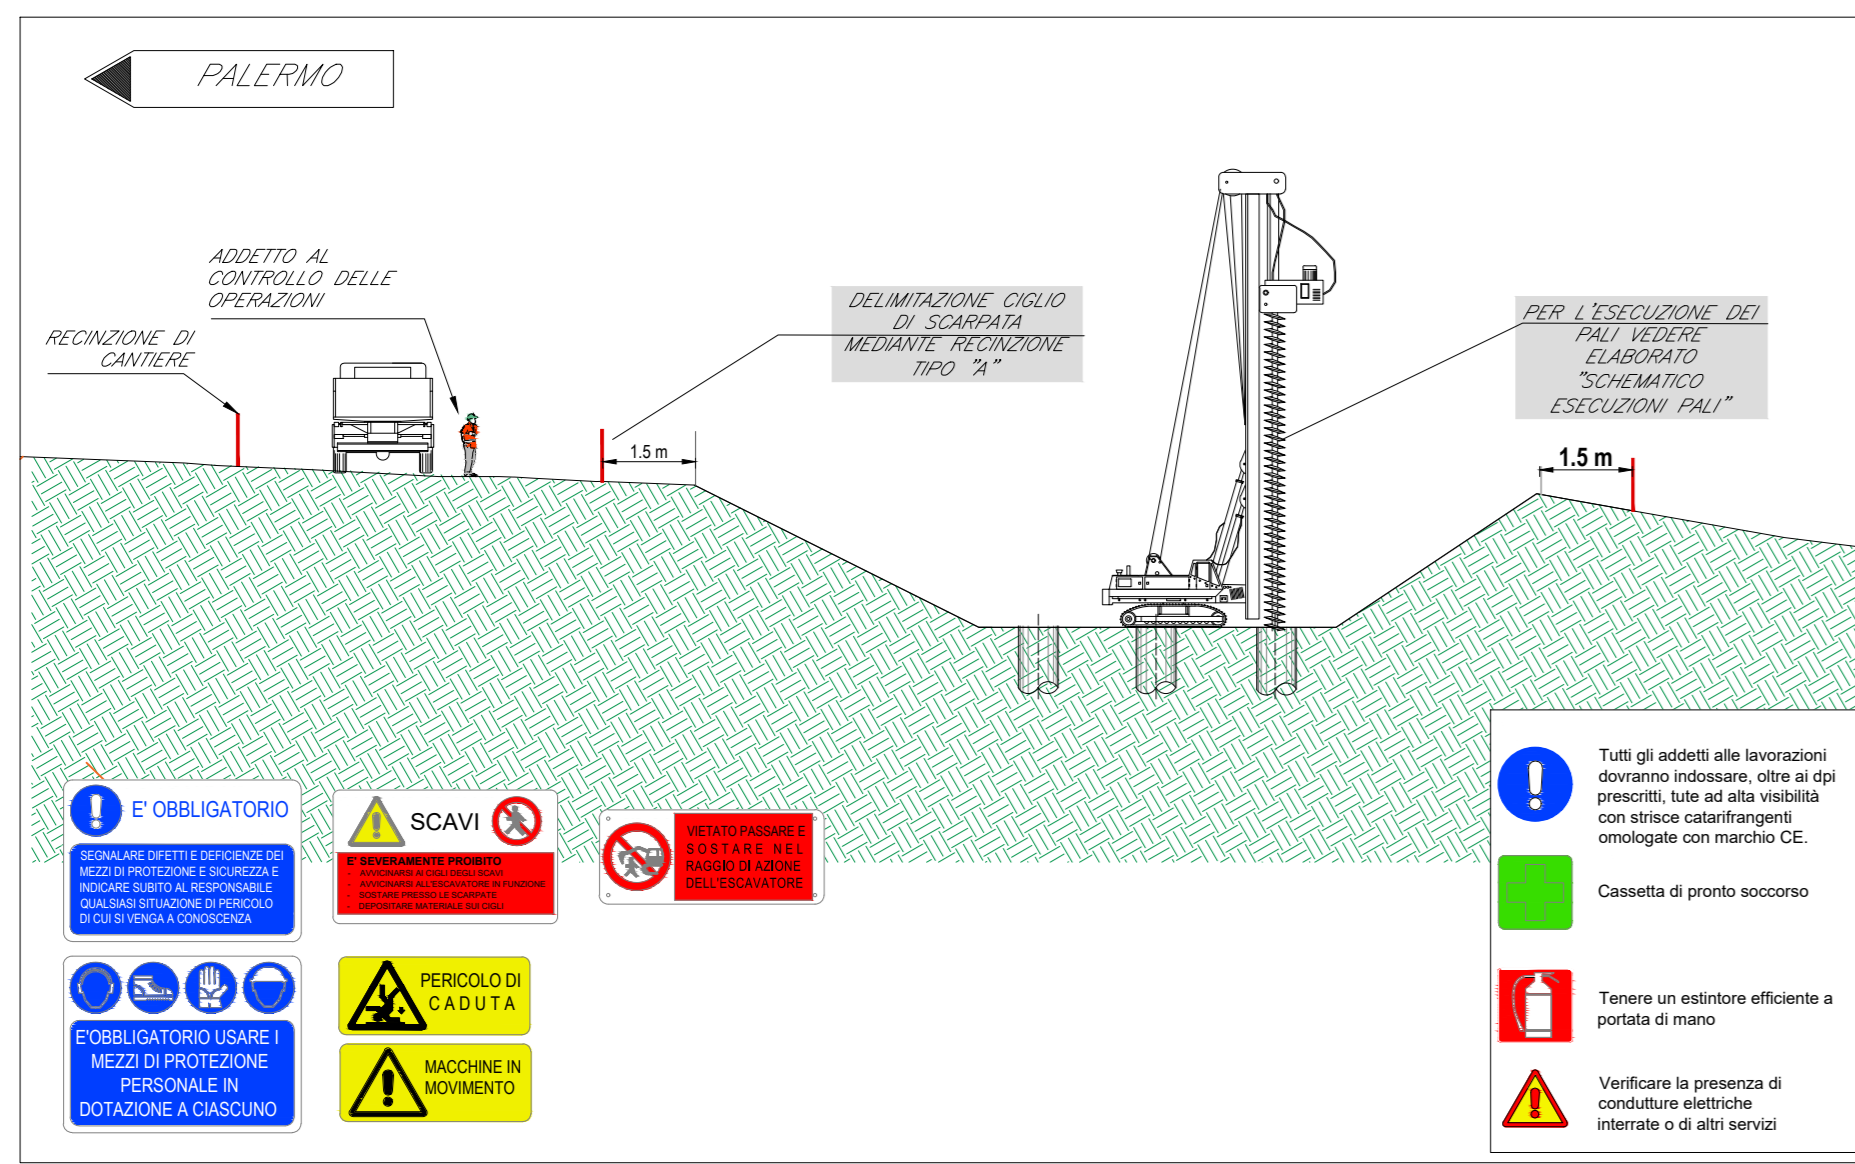 PALERMO
ADDETTO AL
CONTROLLO DELLE
OPERAZIONI
RECINZIONE DI
CANTIERE
DELIMITAZIONE CIGLIO
DI SCARPATA
MEDIANTE RECINZIONE
TIPO "A"
PER L'ESECUZIONE DEI
PALI VEDERE
ELABORATO
"SCHEMATICO
ESECUZIONI PALI"
1.5 m
1.5 m
E' OBBLIGATORIO
SEGNALARE DIFETTI E DEFICIENZE DEI
MEZZI DI PROTEZIONE E SICUREZZA E
INDICARE SUBITO AL RESPONSABILE
QUALSIASI SITUAZIONE DI PERICOLO
DI CUI SI VENGA A CONOSCENZA
SCAVI
E' SEVERAMENTE PROIBITO
- AVVICINARSI AI CIGLI DEGLI SCAVI
- AVVICINARSI ALL'ESCAVATORE IN FUNZIONE
- SOSTARE PRESSO LE SCARPATE
- DEPOSITARE MATERIALE SUI CIGLI
VIETATO PASSARE E
SOSTARE NEL
RAGGIO DI AZIONE
DELL'ESCAVATORE
E'OBBLIGATORIO USARE I
MEZZI DI PROTEZIONE
PERSONALE IN
DOTAZIONE A CIASCUNO
PERICOLO DI
CADUTA
MACCHINE IN
MOVIMENTO
Tutti gli addetti alle lavorazioni
dovranno indossare, oltre ai dpi
prescritti, tute ad alta visibilità
con strisce catarifrangenti
omologate con marchio CE.
Cassetta di pronto soccorso
Tenere un estintore efficiente a
portata di mano
Verificare la presenza di
condutture elettriche
interrate o di altri servizi